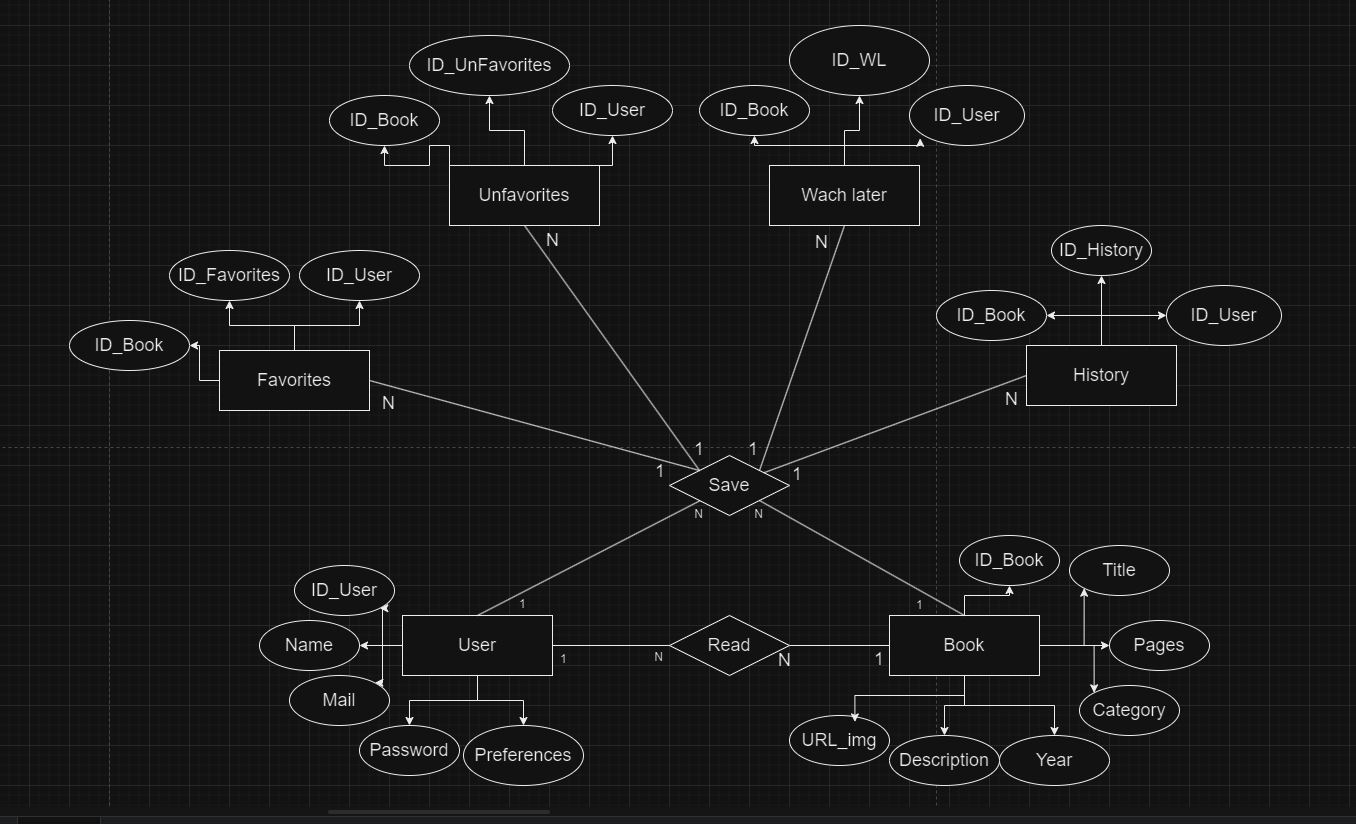 ID_UnFavorites
ID_WL
ID_Book
ID_User
ID_Book
ID_User
Unfavorites
Wach later
N
N
ID_History
ID_Favorites
ID_User
ID_Book
ID_User
ID_Book
Favorites
History
N
N
1
1
1
1
Save
N
N
ID_Book
Title
ID_User
1
1
Name
User
Read
Book
Pages
1
N
N
1
Mail
Category
Password
Preferences
URL_img
Description
Year